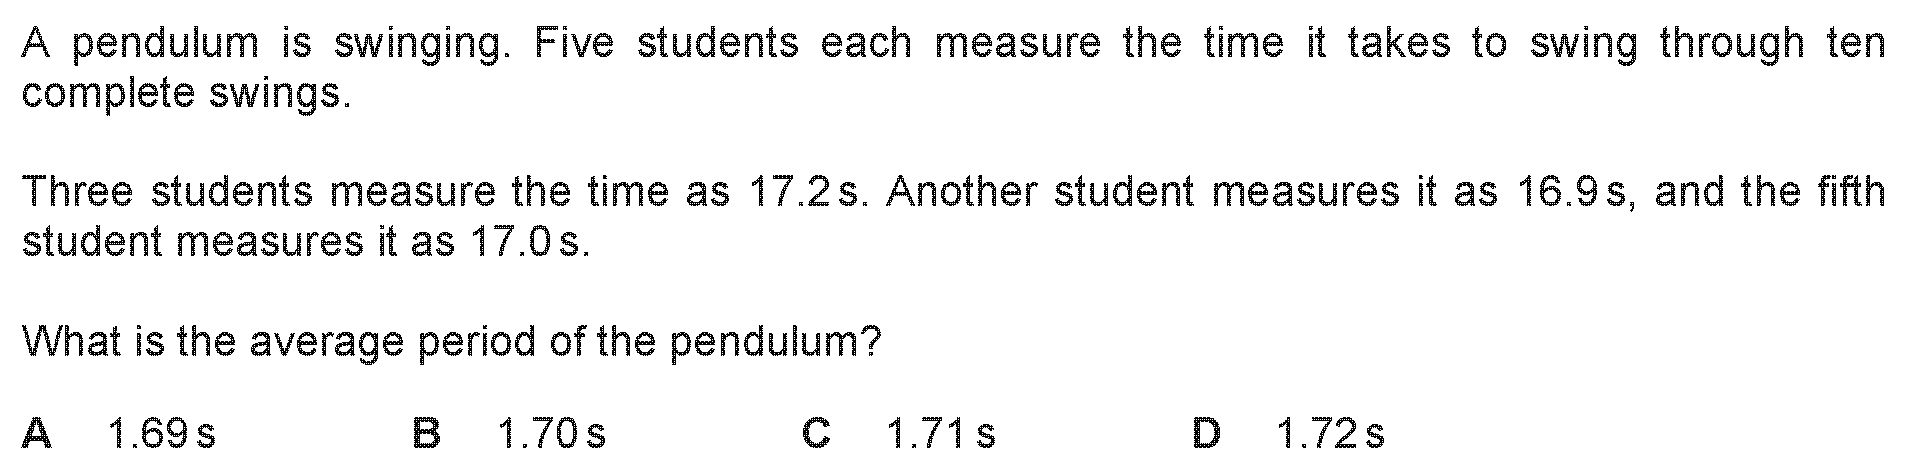 A pendulum is swinging. Five students each measure the time it takes to swing through ten
complete swings.
Three students measure the time as 17.2 s. Another student measures it as 16.9 s, and the fifth
student measures it as 17.0 s.
What is the average period of the pendulum?
A 1.69 s B 1.70 s C 1.71 s D 1.72 s